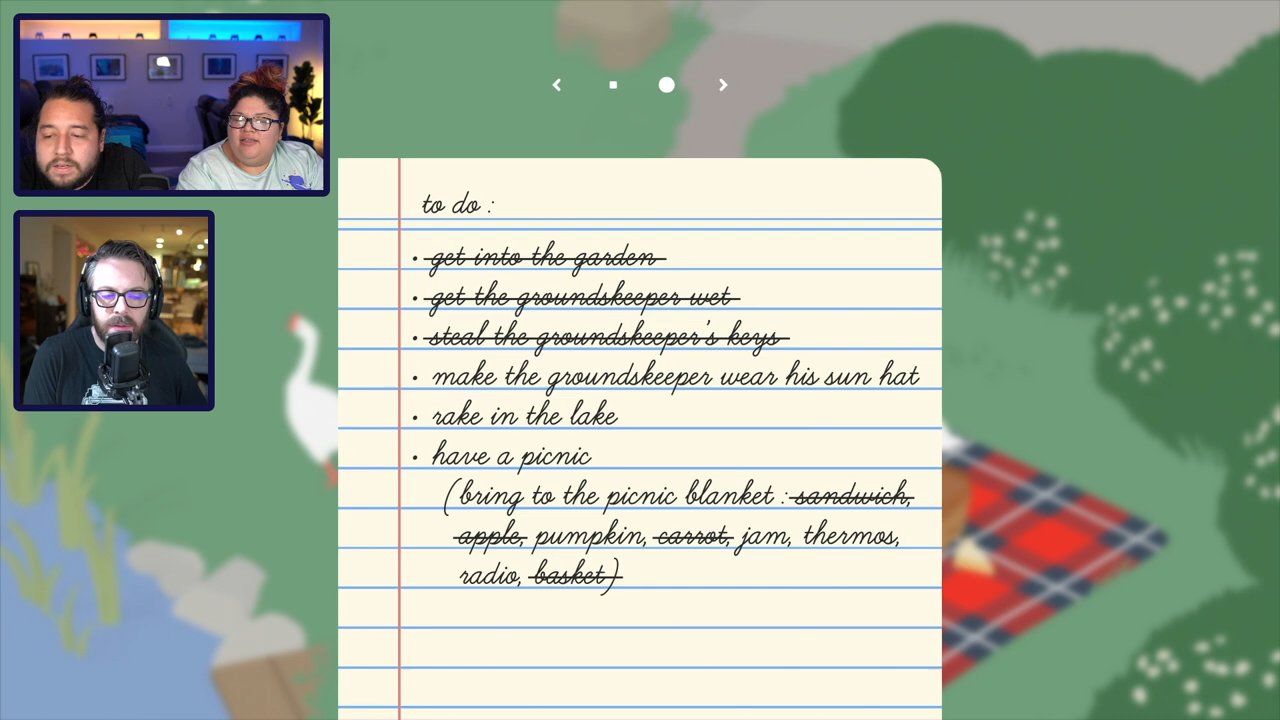 to do :
• get into the garden
• get the groundskeeper wet
• steal the groundskeeper's keys
• make the groundskeeper wear his sun hat
• rake in the lake
• have a picnic
(bring to the picnic blanket : sandwich,
apple, pumpkin, carrot, jam, thermos,
radio, basket)